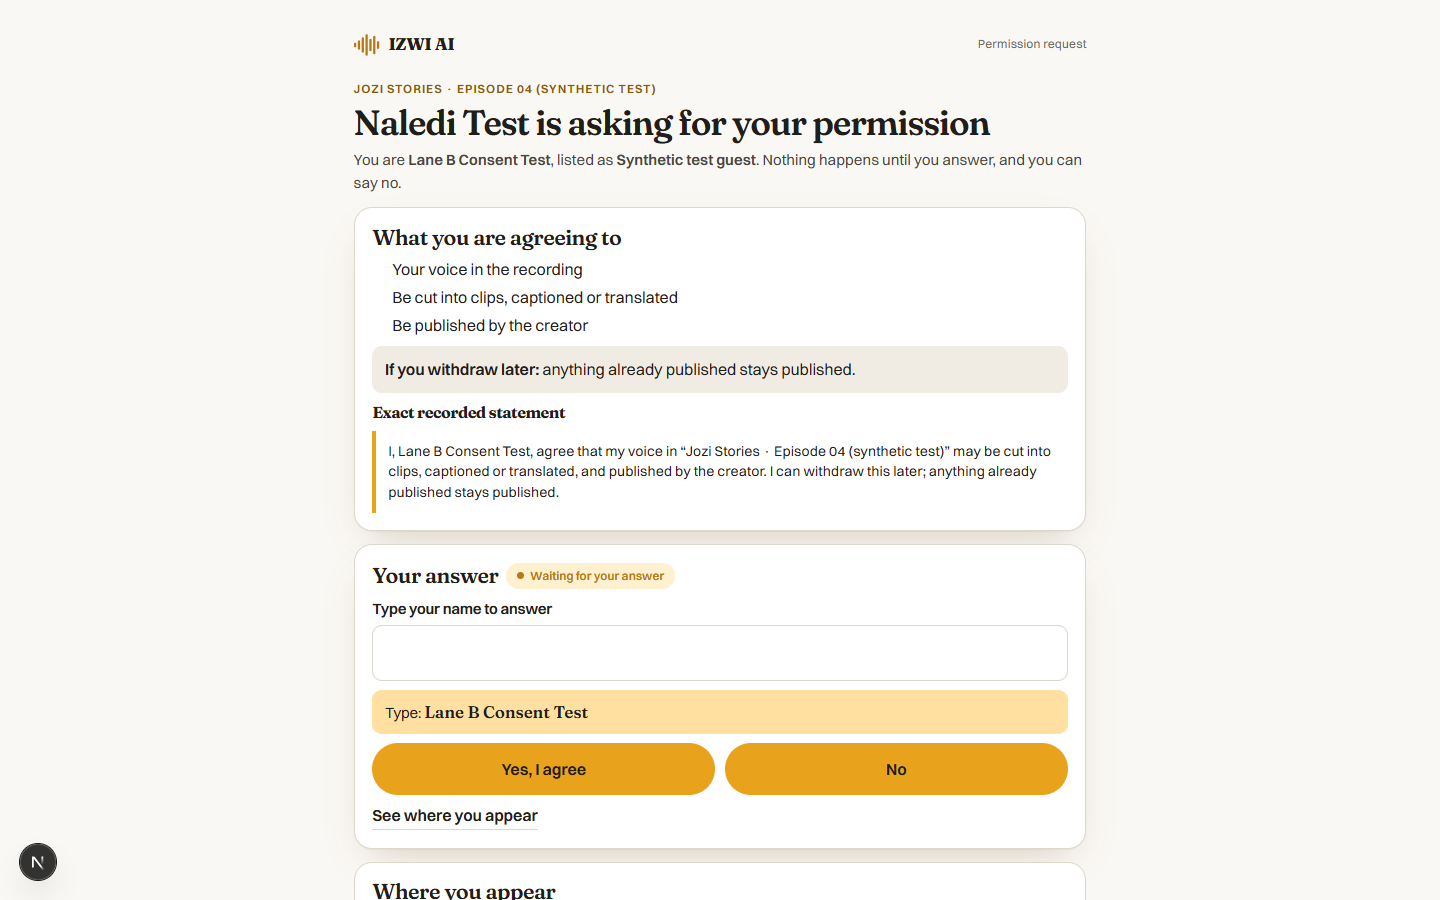 IZWI AI
Permission request
JOZI STORIES · EPISODE 04 (SYNTHETIC TEST)
Naledi Test is asking for your permission
You are Lane B Consent Test, listed as Synthetic test guest. Nothing happens until you answer, and you can
say no.
What you are agreeing to
Your voice in the recording
Be cut into clips, captioned or translated
Be published by the creator
If you withdraw later: anything already published stays published.
Exact recorded statement
I, Lane B Consent Test, agree that my voice in “Jozi Stories · Episode 04 (synthetic test)” may be cut into
clips, captioned or translated, and published by the creator. I can withdraw this later; anything already
published stays published.
Your answer
Waiting for your answer
Type your name to answer
Type: Lane B Consent Test
Yes, I agree
No
See where you appear
N
Where you appear